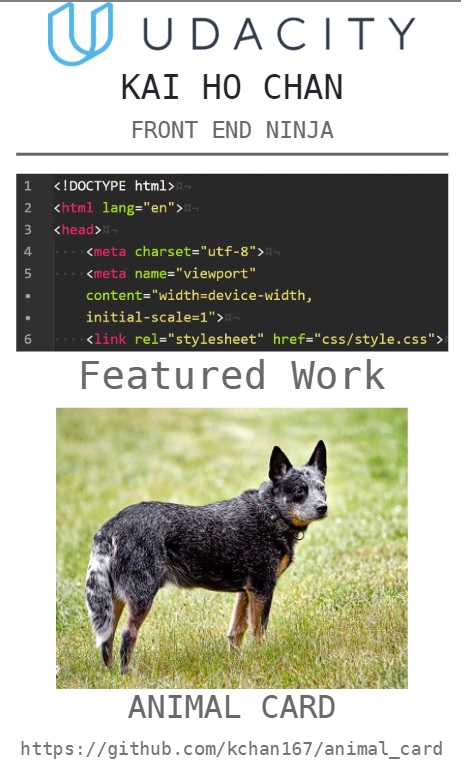 UDACITY
KAI HO CHAN
FRONT END NINJA
1 <!DOCTYPE html>¤¬
2 <html lang="en">¤¬
3 <head>¤¬
4 ····<meta charset="utf-8">¤¬
5 ····<meta name="viewport"
• content="width=device-width,
• initial-scale=1">¤¬
6 ····<link rel="stylesheet" href="css/style.css">
Featured Work
ANIMAL CARD
https://github.com/kchan167/animal_card